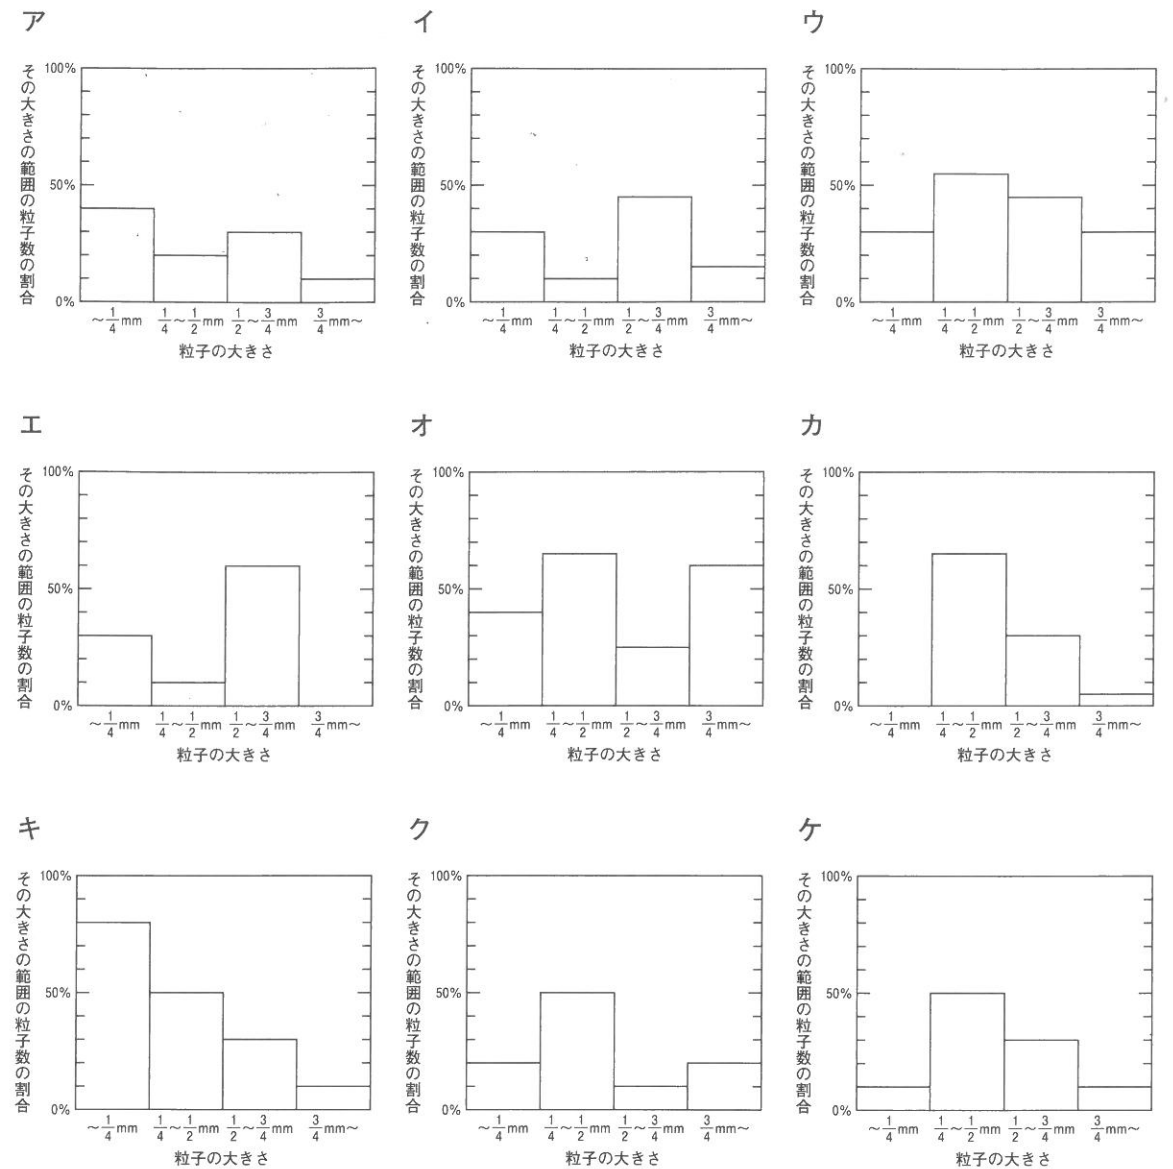 ア
その大きさの範囲の粒子数の割合
100%
50%
0%
～1/4mm 1/4～1/2mm 1/2～3/4mm 3/4mm～
粒子の大きさ
イ
その大きさの範囲の粒子数の割合
100%
50%
0%
～1/4mm 1/4～1/2mm 1/2～3/4mm 3/4mm～
粒子の大きさ
ウ
その大きさの範囲の粒子数の割合
100%
50%
0%
～1/4mm 1/4～1/2mm 1/2～3/4mm 3/4mm～
粒子の大きさ
エ
その大きさの範囲の粒子数の割合
100%
50%
0%
～1/4mm 1/4～1/2mm 1/2～3/4mm 3/4mm～
粒子の大きさ
オ
その大きさの範囲の粒子数の割合
100%
50%
0%
～1/4mm 1/4～1/2mm 1/2～3/4mm 3/4mm～
粒子の大きさ
カ
その大きさの範囲の粒子数の割合
100%
50%
0%
～1/4mm 1/4～1/2mm 1/2～3/4mm 3/4mm～
粒子の大きさ
キ
その大きさの範囲の粒子数の割合
100%
50%
0%
～1/4mm 1/4～1/2mm 1/2～3/4mm 3/4mm～
粒子の大きさ
ク
その大きさの範囲の粒子数の割合
100%
50%
0%
～1/4mm 1/4～1/2mm 1/2～3/4mm 3/4mm～
粒子の大きさ
ケ
その大きさの範囲の粒子数の割合
100%
50%
0%
～1/4mm 1/4～1/2mm 1/2～3/4mm 3/4mm～
粒子の大きさ